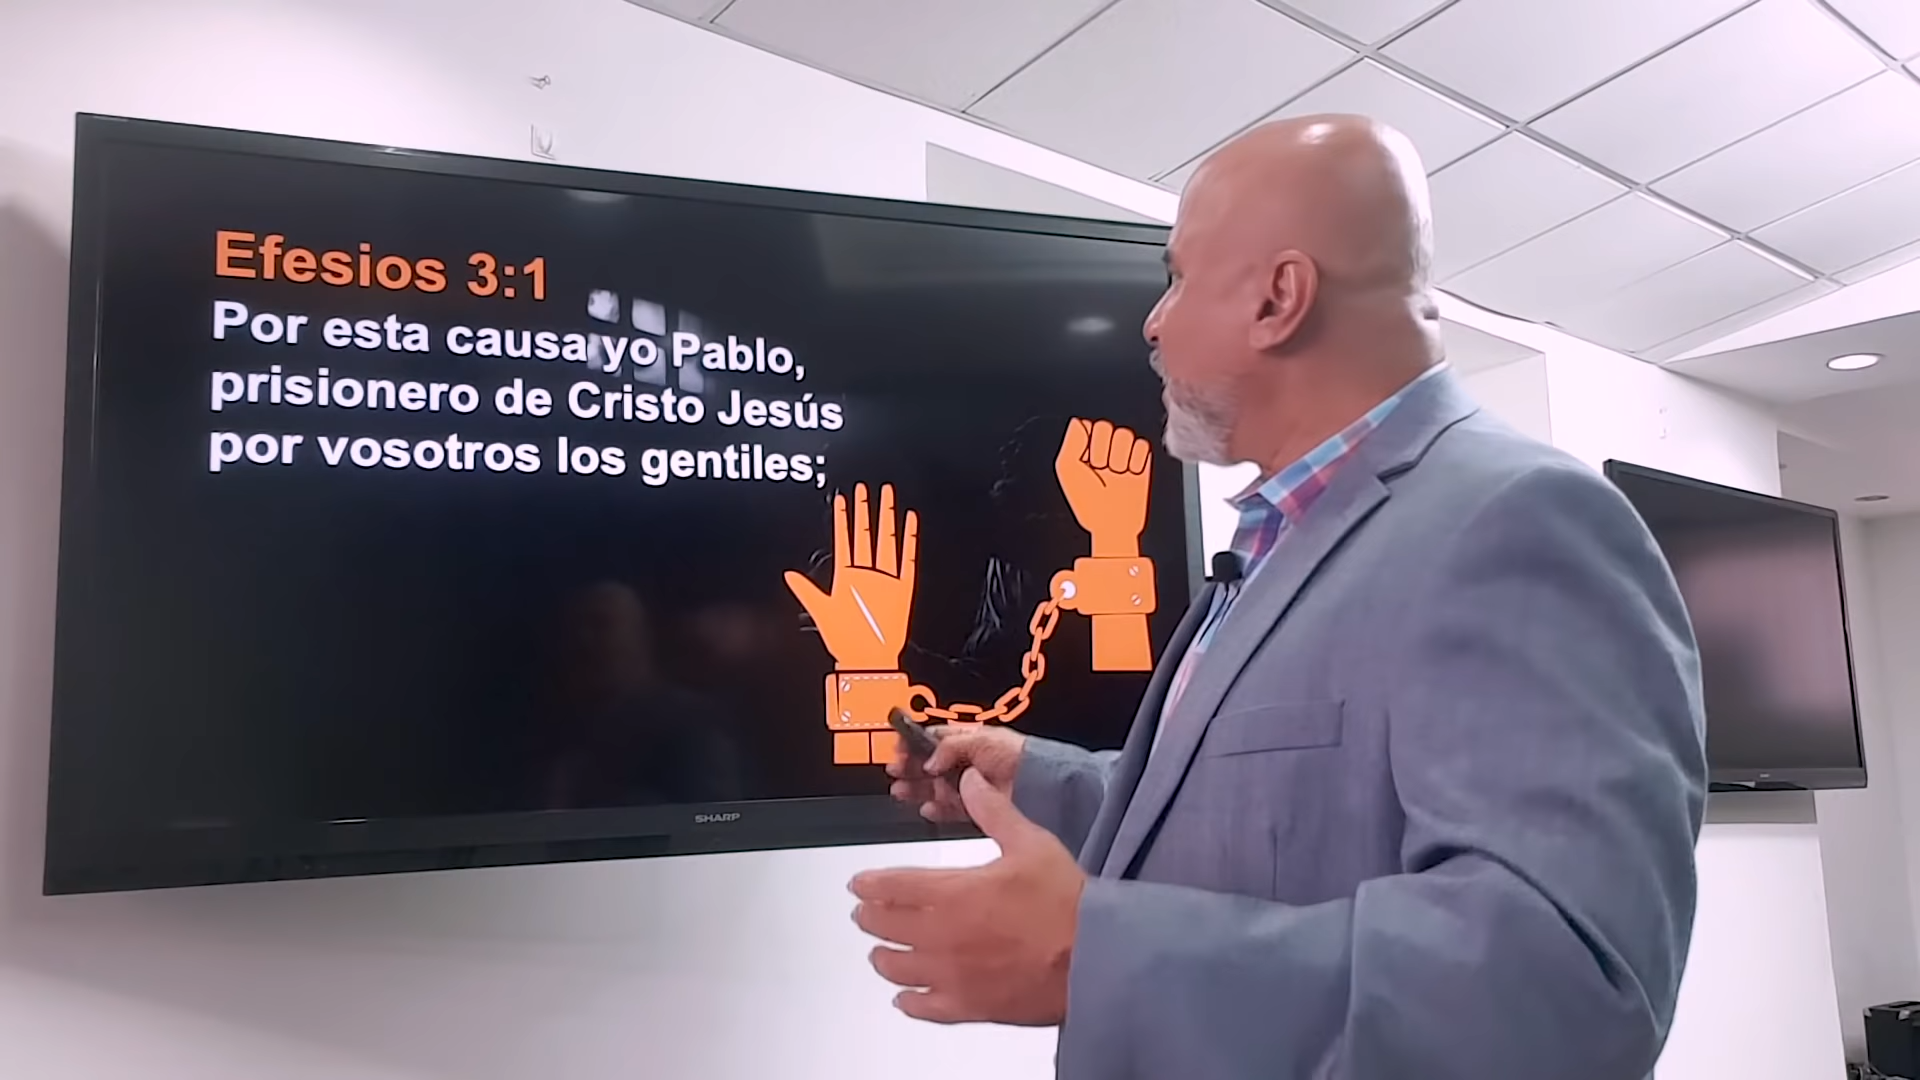 Efesios 3:1
Por esta causa yo Pablo,
prisionero de Cristo Jesús
por vosotros los gentiles;
SHARP